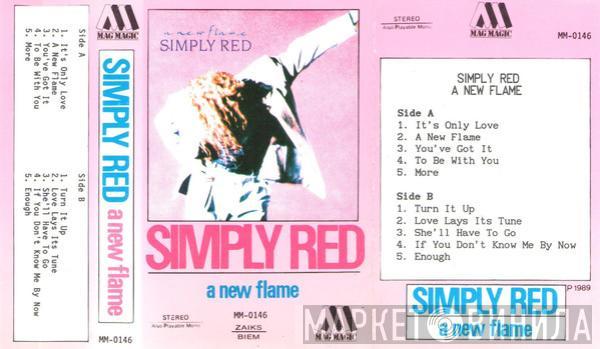 Side A
1. It's Only Love
2. A New Flame
3. You've Got It
4. To Be With You
5. More
Side B
1. Turn It Up
2. Love Lays Its Tune
3. She'll Have To Go
4. If You Don't Know Me By Now
5. Enough
MAG MAGIC
SIMPLY RED
a new flame
MM-0146
a new flame
SIMPLY RED
SIMPLY RED
a new flame
STEREO
Also Playable Mono
MM-0146
ZAIKS
BIEM
MAG MAGIC
MAG MAGIC
STEREO
Also Playable Mono
MM-0146
SIMPLY RED
A NEW FLAME
Side A
1. It's Only Love
2. A New Flame
3. You've Got It
4. To Be With You
5. More
Side B
1. Turn It Up
2. Love Lays Its Tune
3. She'll Have To Go
4. If You Don't Know Me By Now
5. Enough
P 1989
SIMPLY RED
a new flame
МАРКЕТПЛОЧИЈА